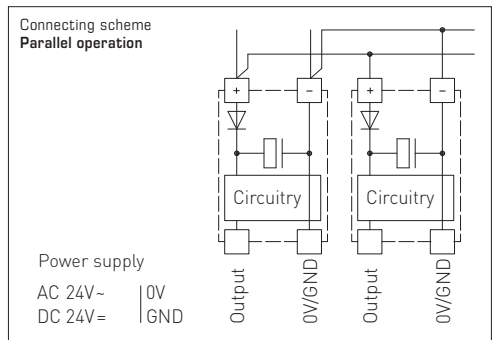 Connecting scheme
Parallel operation
+ – + –
Circuitry Circuitry
Power supply
AC 24V~ 0V
DC 24V= GND
Output 0V/GND Output 0V/GND